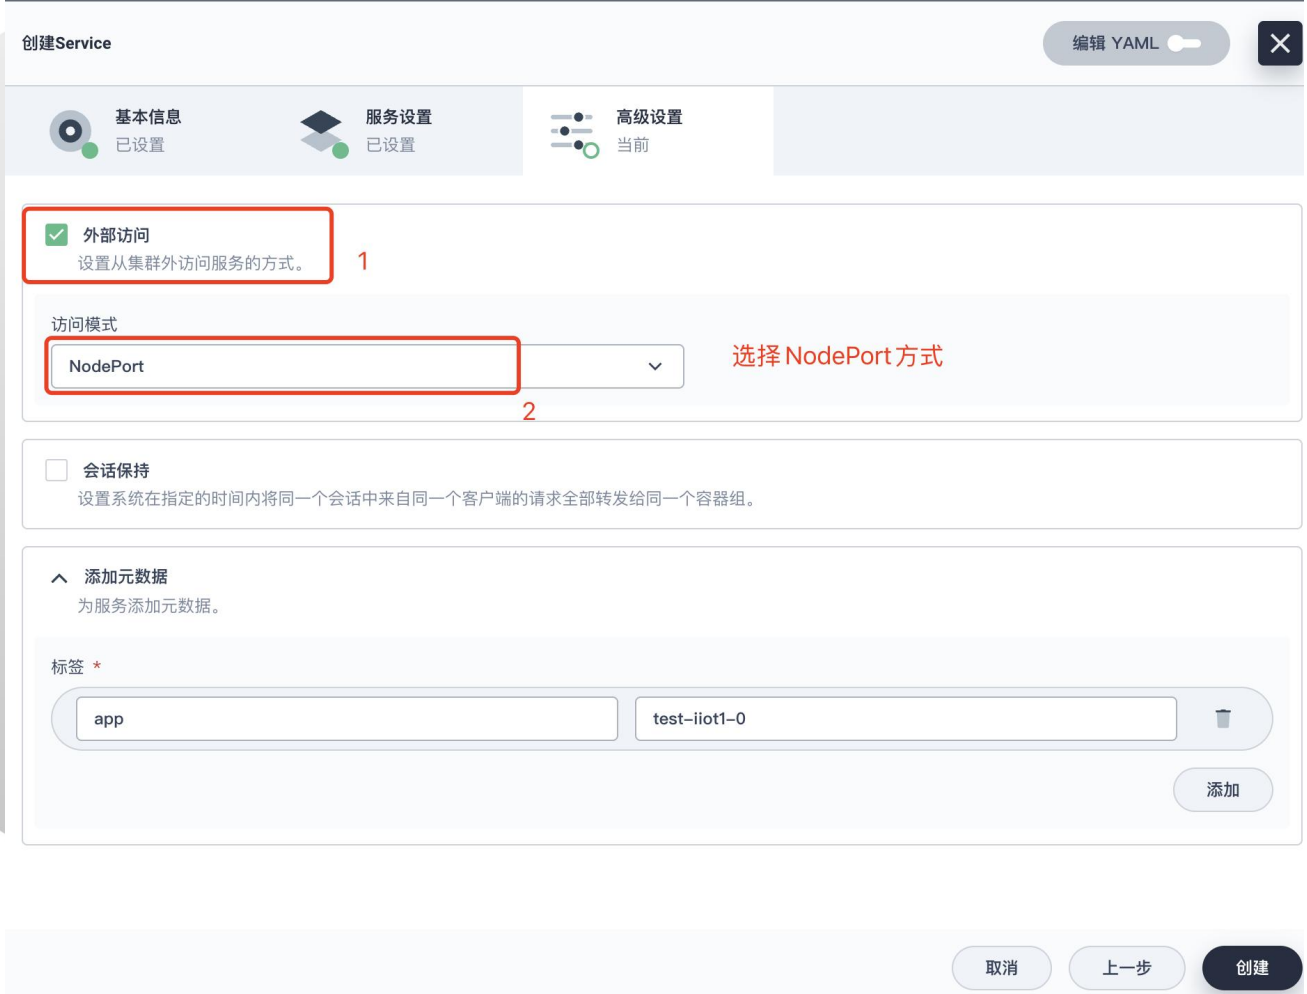 创建Service
编辑 YAML
基本信息
已设置
服务设置
已设置
高级设置
当前
外部访问
设置从集群外访问服务的方式。
1
访问模式
NodePort
选择NodePort方式
2
会话保持
设置系统在指定的时间内将同一个会话中来自同一个客户端的请求全部转发给同一个容器组。
添加元数据
为服务添加元数据。
标签 *
app
test-iiot1-0
添加
取消
上一步
创建